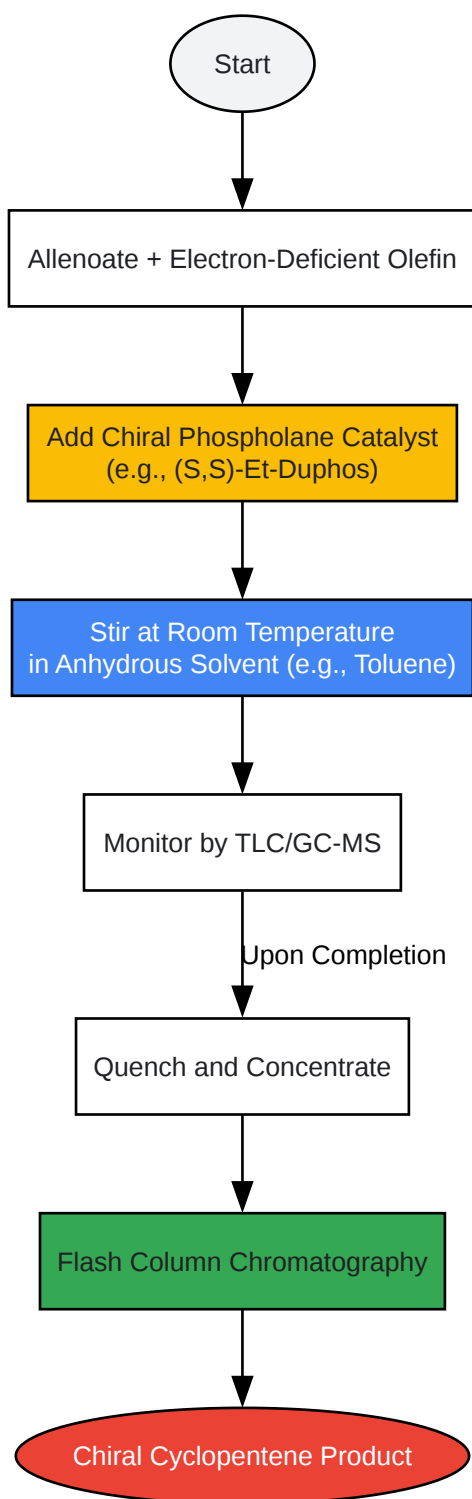 Start
Allenoate + Electron-Deficient Olefin
Add Chiral Phospholane Catalyst
(e.g., (S,S)-Et-Duphos)
Stir at Room Temperature
in Anhydrous Solvent (e.g., Toluene)
Monitor by TLC/GC-MS
Upon Completion
Quench and Concentrate
Flash Column Chromatography
Chiral Cyclopentene Product